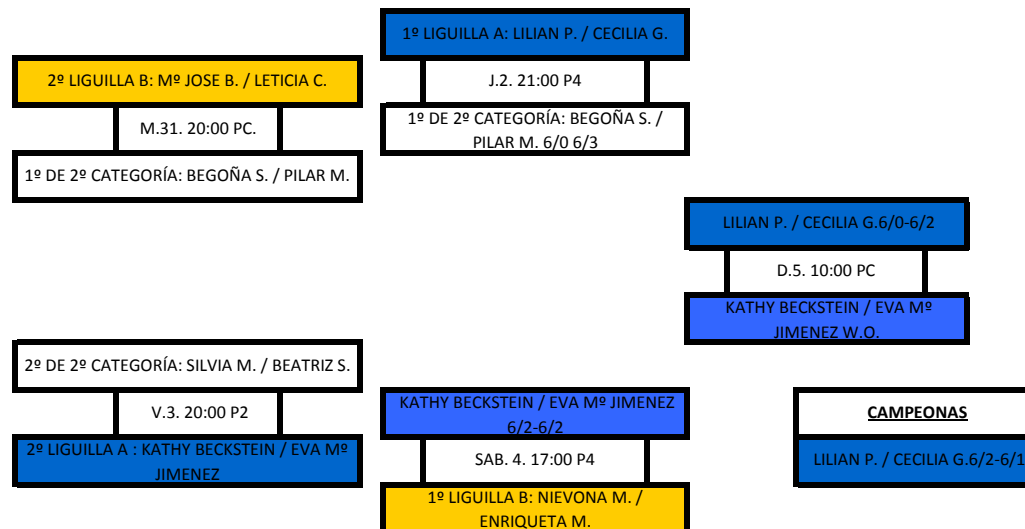 1º LIGUILLA A: LILIAN P. / CECILIA G.
J.2. 21:00 P4
1º DE 2º CATEGORÍA: BEGOÑA S. /
PILAR M. 6/0 6/3
2º LIGUILLA B: Mº JOSE B. / LETICIA C.
M.31. 20:00 PC.
1º DE 2º CATEGORÍA: BEGOÑA S. / PILAR M.
LILIAN P. / CECILIA G.6/0-6/2
D.5. 10:00 PC
KATHY BECKSTEIN / EVA Mº
JIMENEZ W.O.
2º DE 2º CATEGORÍA: SILVIA M. / BEATRIZ S.
V.3. 20:00 P2
2º LIGUILLA A : KATHY BECKSTEIN / EVA Mº
JIMENEZ
KATHY BECKSTEIN / EVA Mº JIMENEZ
6/2-6/2
SAB. 4. 17:00 P4
1º LIGUILLA B: NIEVONA M. /
ENRIQUETA M.
CAMPEONAS
LILIAN P. / CECILIA G.6/2-6/1